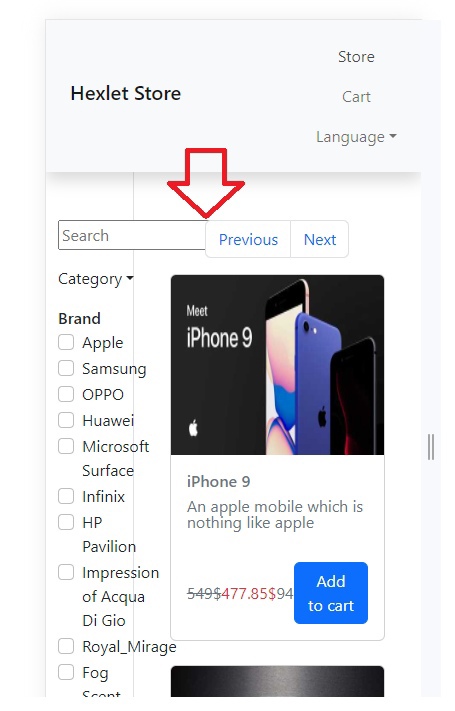 Store
Hexlet Store
Cart
Language
Search
Previous
Next
Category
Brand
Apple
Samsung
OPPO
Huawei
Microsoft
Surface
Infinix
HP
Pavilion
Impression
of Acqua
Di Gio
Royal_Mirage
Fog
Scent
Meet
iPhone 9
iPhone 9
An apple mobile which is
nothing like apple
549$477.85$94
Add
to cart